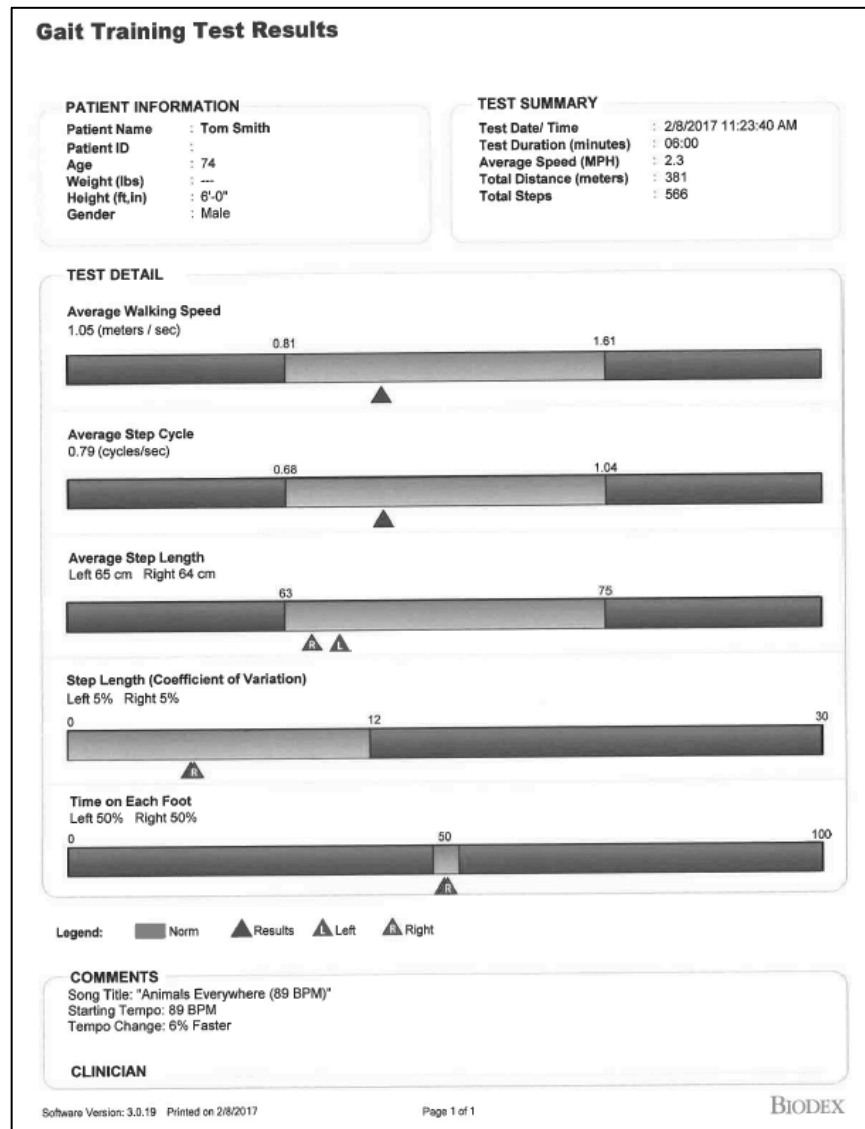 Gait Training Test Results
PATIENT INFORMATION
Patient Name : Tom Smith
Patient ID :
Age : 74
Weight (lbs) : ---
Height (ft,in) : 6'-0"
Gender : Male
TEST SUMMARY
Test Date/ Time : 2/8/2017 11:23:40 AM
Test Duration (minutes) : 06:00
Average Speed (MPH) : 2.3
Total Distance (meters) : 381
Total Steps : 566
TEST DETAIL
Average Walking Speed
1.05 (meters / sec)
0.81 1.61
Average Step Cycle
0.79 (cycles/sec)
0.68 1.04
Average Step Length
Left 65 cm Right 64 cm
63 75
R L
Step Length (Coefficient of Variation)
Left 5% Right 5%
0 12 30
R
Time on Each Foot
Left 50% Right 50%
0 50 100
R
Legend: Norm Results L Left R Right
COMMENTS
Song Title: "Animals Everywhere (89 BPM)"
Starting Tempo: 89 BPM
Tempo Change: 6% Faster
CLINICIAN
Software Version: 3.0.19 Printed on 2/8/2017 Page 1 of 1 BIODEX